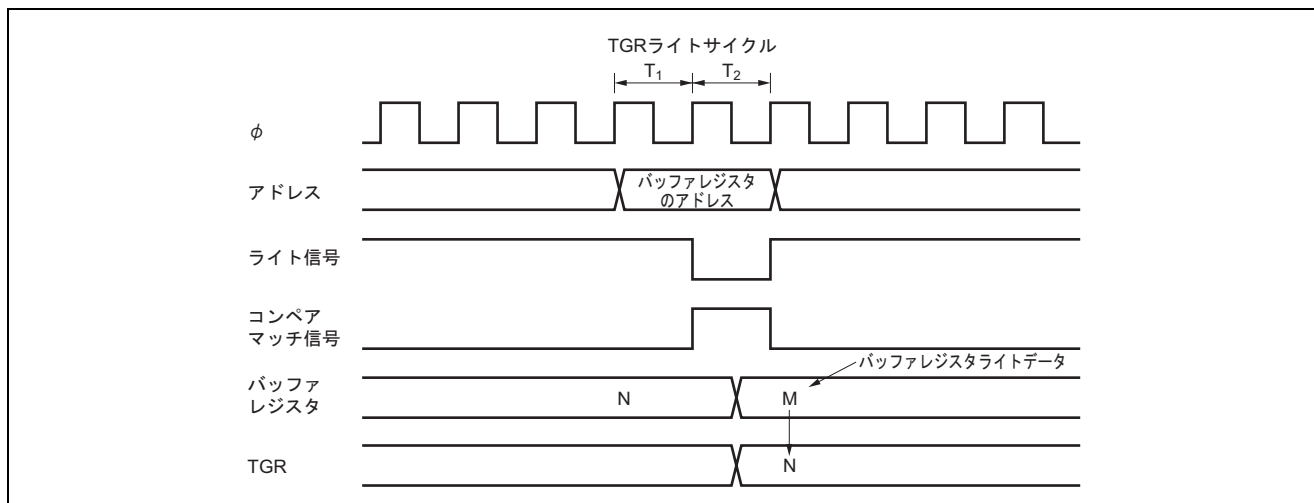 TGRライトサイクル
T₁ T₂
φ
アドレス
バッファレジスタ
のアドレス
ライト信号
コンペア
マッチ信号
バッファレジスタライトデータ
バッファ
レジスタ
N M
TGR
N